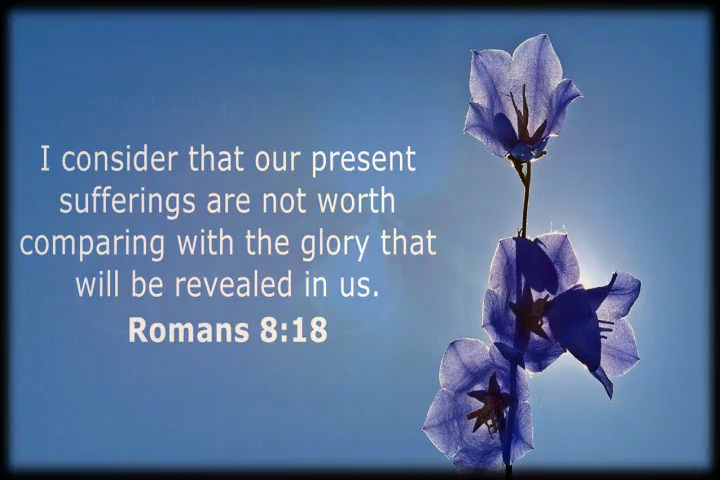 I consider that our present
sufferings are not worth
comparing with the glory that
will be revealed in us.
Romans 8:18